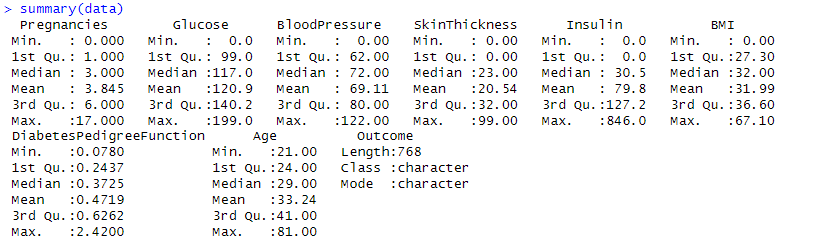 > summary(data)
Pregnancies Glucose BloodPressure SkinThickness Insulin BMI
Min. : 0.000 Min. : 0.0 Min. : 0.00 Min. : 0.00 Min. : 0.0 Min. : 0.00
1st Qu.: 1.000 1st Qu.: 99.0 1st Qu.: 62.00 1st Qu.: 0.00 1st Qu.: 0.0 1st Qu.:27.30
Median : 3.000 Median :117.0 Median : 72.00 Median :23.00 Median : 30.5 Median :32.00
Mean : 3.845 Mean :120.9 Mean : 69.11 Mean :20.54 Mean : 79.8 Mean :31.99
3rd Qu.: 6.000 3rd Qu.:140.2 3rd Qu.: 80.00 3rd Qu.:32.00 3rd Qu.:127.2 3rd Qu.:36.60
Max. :17.000 Max. :199.0 Max. :122.00 Max. :99.00 Max. :846.0 Max. :67.10
DiabetesPedigreeFunction Age Outcome
Min. :0.0780 Min. :21.00 Length:768
1st Qu.:0.2437 1st Qu.:24.00 Class :character
Median :0.3725 Median :29.00 Mode :character
Mean :0.4719 Mean :33.24
3rd Qu.:0.6262 3rd Qu.:41.00
Max. :2.4200 Max. :81.00